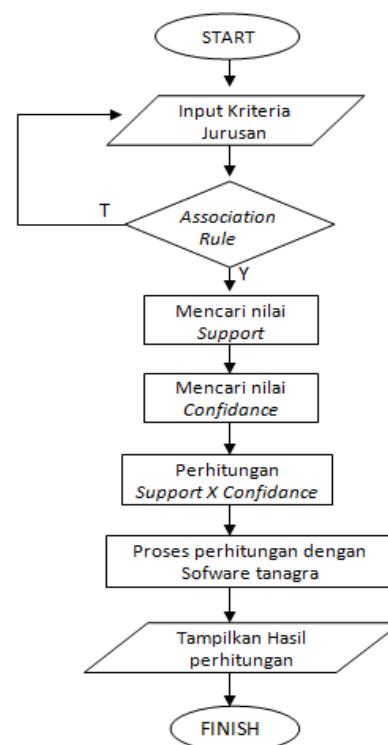 START
Input Kriteria
Jurusan
T
Association
Rule
Y
Mencari nilai
Support
Mencari nilai
Confidance
Perhitungan
Support X Confidance
Proses perhitungan dengan
Sofware tanagra
Tampilkan Hasil
perhitungan
FINISH